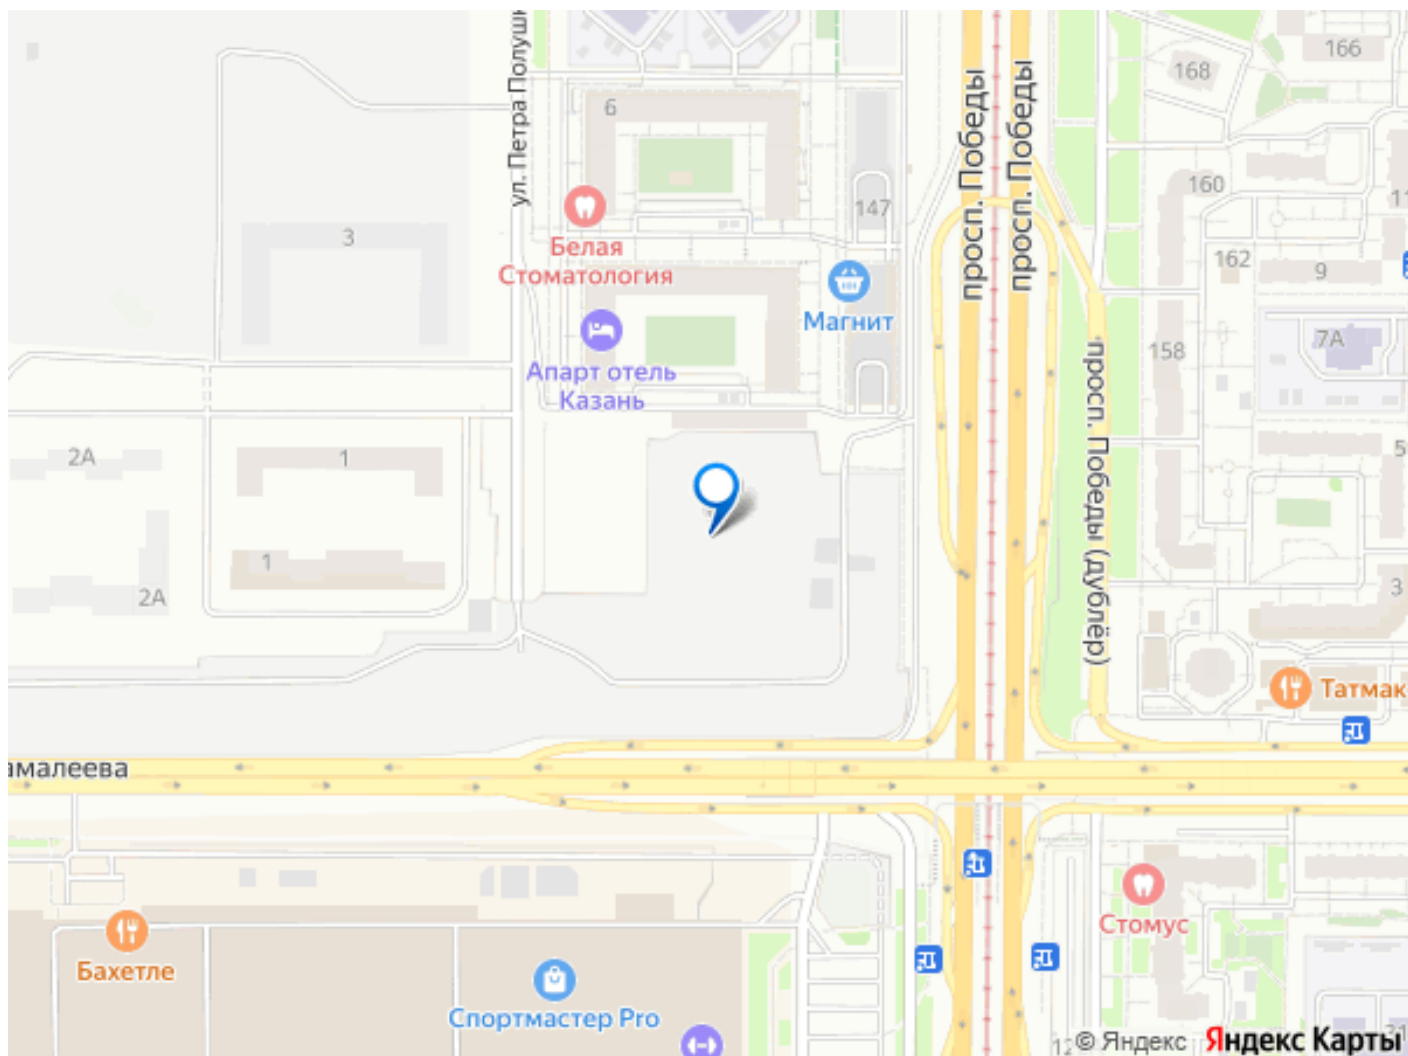 166
168
просп. Победы
просп. Победы
ул. Петра Полуш
6
160
147
162
9
3
Белая
Стоматология
Магнит
7А
158
Апарт отель
Казань
просп. Победы (дублёр)
2А
1
5
1
2А
3
Татмак
амалеева
Стомус
Бахетле
Спортмастер Pro
© Яндекс
Яндекс Карты